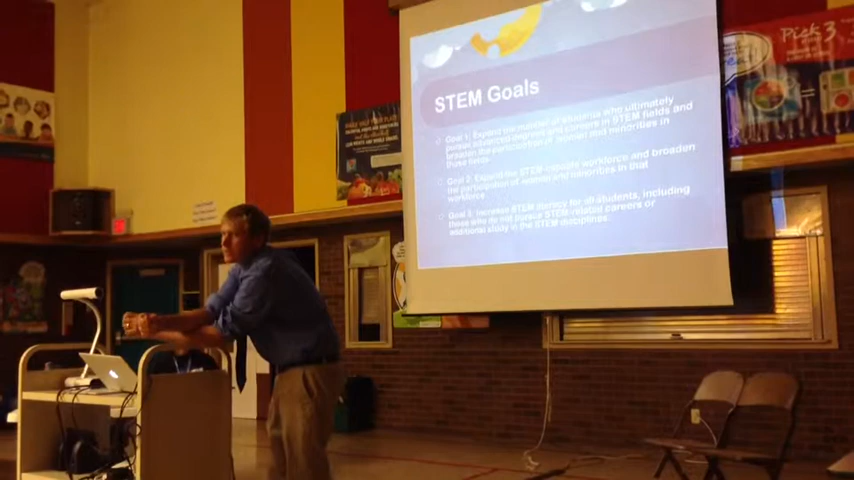 Pick 3
STEM Goals
Goal 1: Expand the number of students who ultimately
pursue advanced degrees and careers in STEM fields and
broaden the participation of women and minorities in
those fields.
Goal 2: Expand the STEM-capable workforce and broaden
the participation of women and minorities in that
workforce.
Goal 3: Increase STEM literacy for all students, including
those who do not pursue STEM-related careers or
additional study in the STEM disciplines.